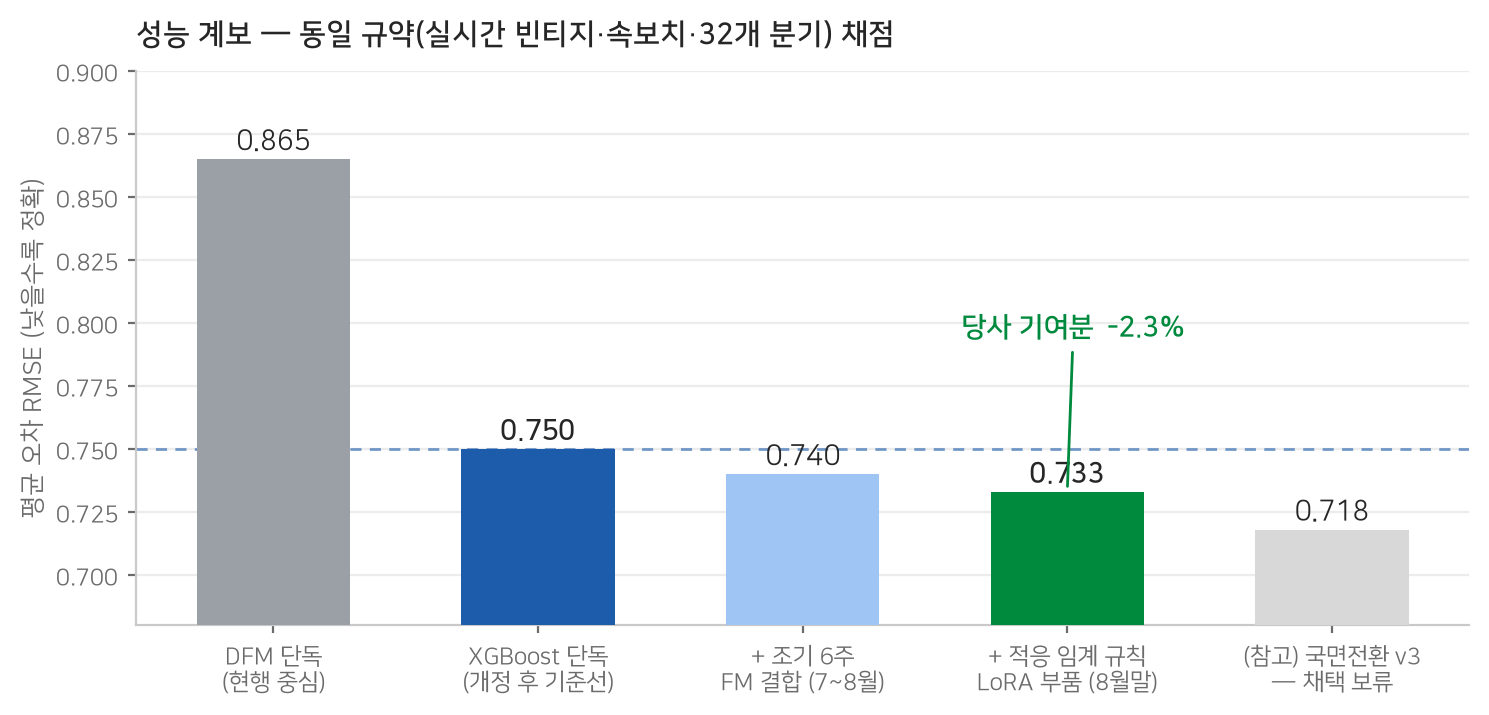 성능 계보 — 동일 규약(실시간 빈티지·속보치·32개 분기) 채점
평균 오차 RMSE (낮을수록 정확)
0.900
0.875
0.850
0.825
0.800
0.775
0.750
0.725
0.700
0.865
0.750
0.740
0.733
0.718
당사 기여분 -2.3%
DFM 단독
(현행 중심)
XGBoost 단독
(개정 후 기준선)
+ 조기 6주
FM 결합 (7~8월)
+ 적응 임계 규칙
LoRA 부품 (8월말)
(참고) 국면전환 v3
— 채택 보류